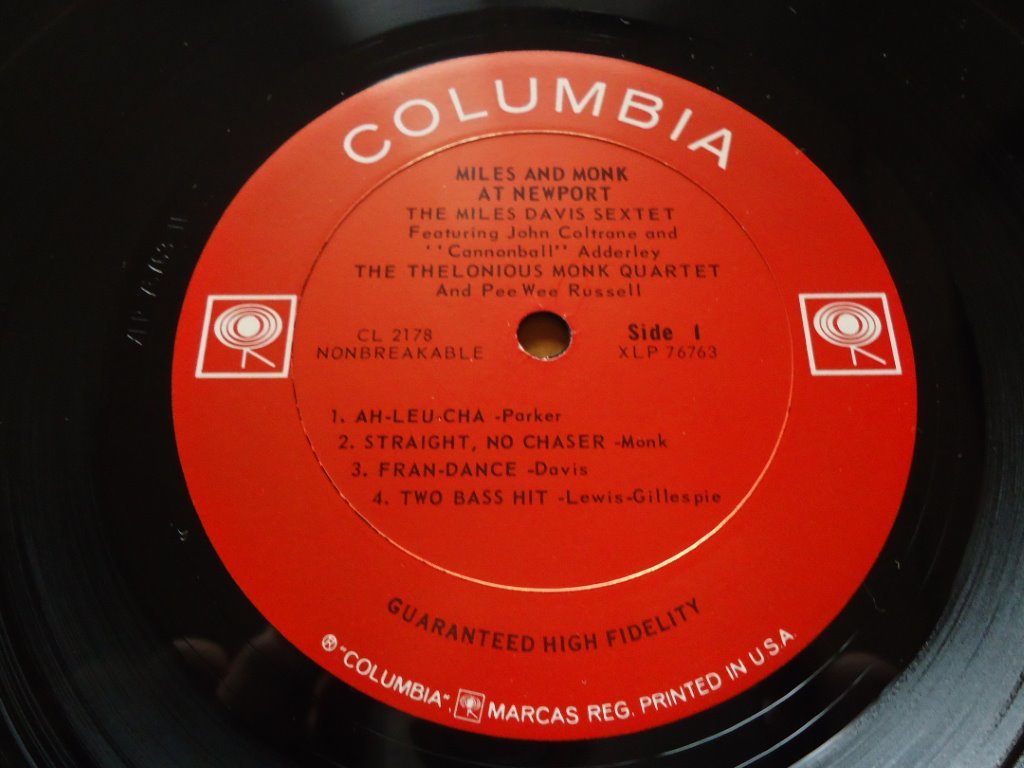 COLUMBIA
MILES AND MONK
AT NEWPORT
THE MILES DAVIS SEXTET
Featuring John Coltrane and
''Cannonball'' Adderley
THE THELONIOUS MONK QUARTET
And Pee Wee Russell
CL 2178
NONBREAKABLE
Side 1
XLP 76763
1. AH-LEU-CHA -Parker
2. STRAIGHT, NO CHASER -Monk
3. FRAN-DANCE -Davis
4. TWO BASS HIT -Lewis-Gillespie
GUARANTEED HIGH FIDELITY
® "COLUMBIA", MARCAS REG. PRINTED IN U.S.A.